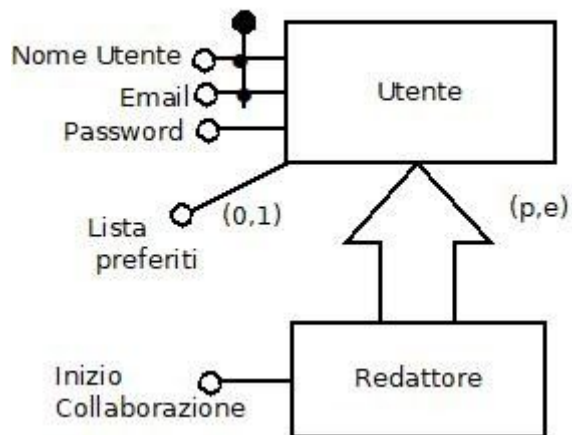 Nome Utente
Email
Password
Utente
Lista
preferiti
(0,1)
(p,e)
Inizio
Collaborazione
Redattore